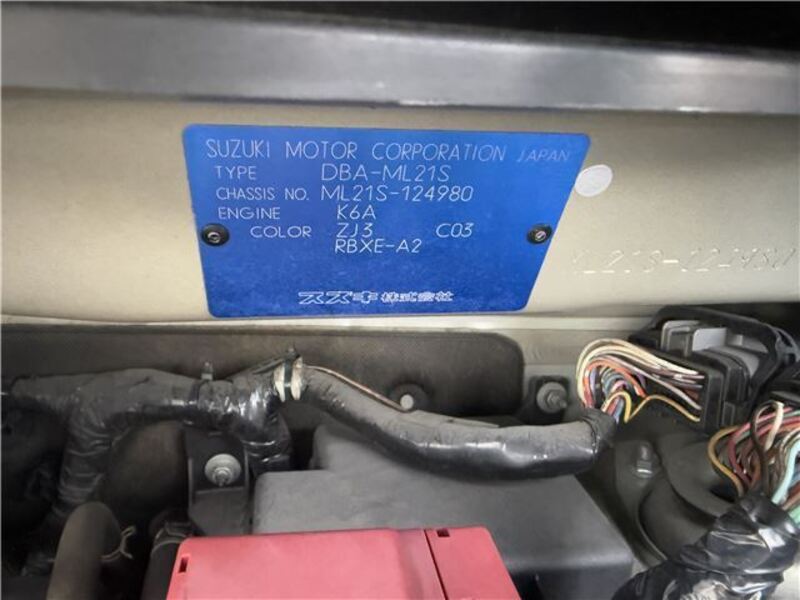 SUZUKI MOTOR CORPORATION JAPAN
TYPE DBA-ML21S
CHASSIS NO. ML21S-124980
ENGINE K6A
COLOR ZJ3 C03
RBXE-A2
スズキ株式会社